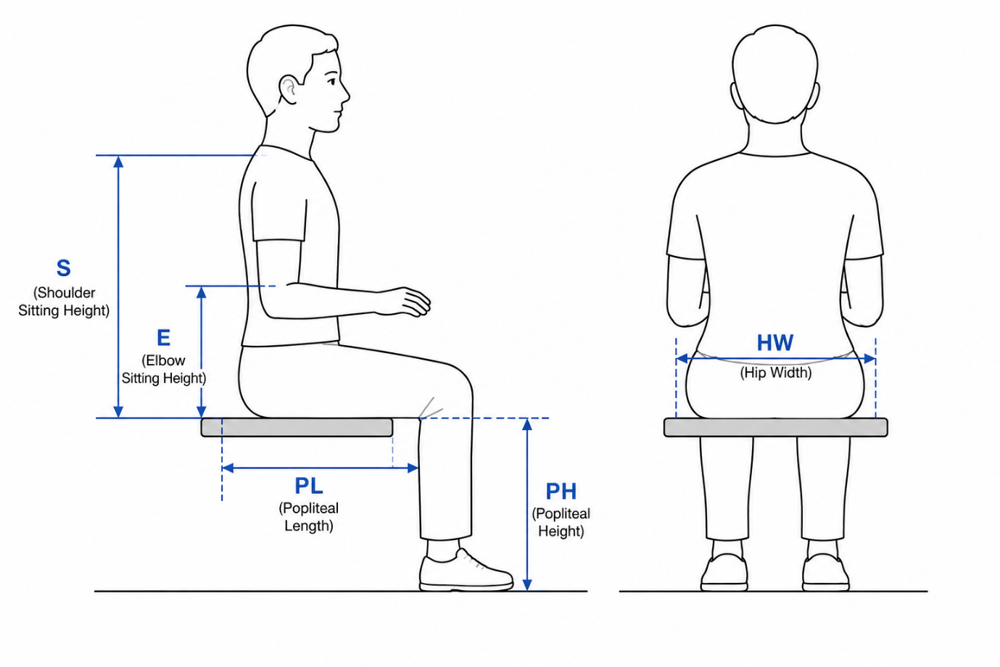 S
(Shoulder
Sitting Height)
E
(Elbow
Sitting Height)
HW
(Hip Width)
PL
(Popliteal
Length)
PH
(Popliteal
Height)